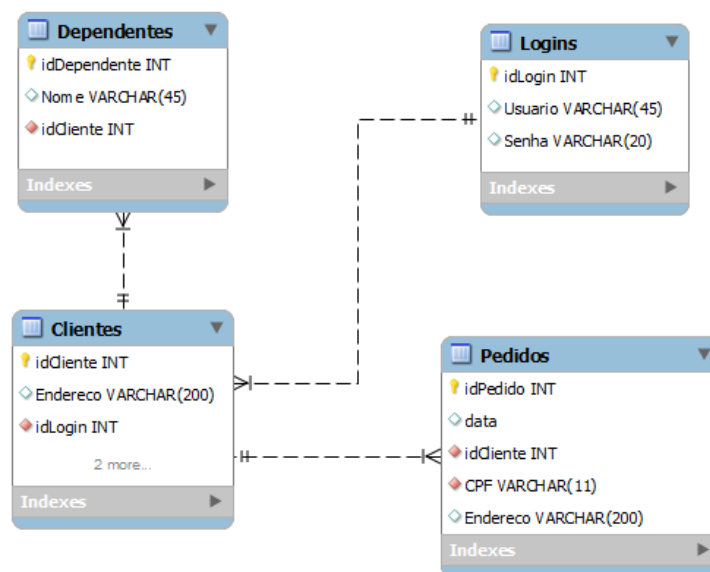 Dependentes
idDependente INT
Nome VARCHAR(45)
idCliente INT
Indexes
Logins
idLogin INT
Usuario VARCHAR(45)
Senha VARCHAR(20)
Indexes
Clientes
idCliente INT
Endereco VARCHAR(200)
idLogin INT
2 more...
Indexes
Pedidos
idPedido INT
data
idCliente INT
CPF VARCHAR(11)
Endereco VARCHAR(200)
Indexes